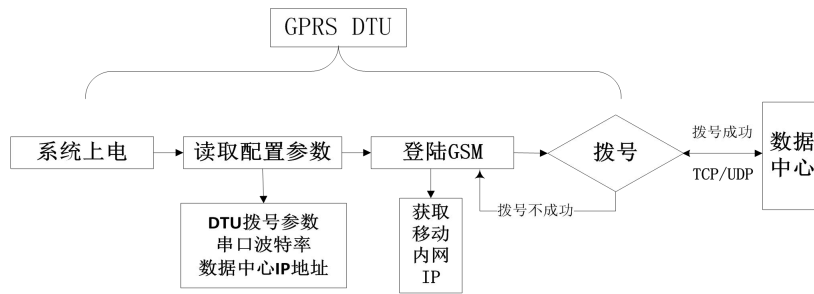 GPRS DTU
系统上电
读取配置参数
登陆GSM
拨号
拨号成功
TCP/UDP
数据
中心
拨号不成功
DTU拨号参数
串口波特率
数据中心IP地址
获取
移动
内网
IP